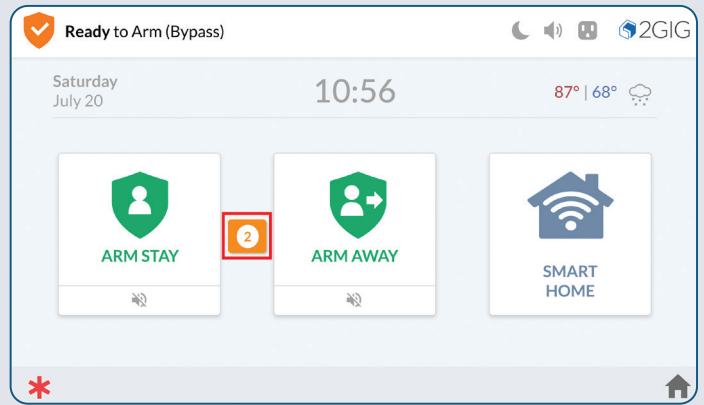 Ready to Arm (Bypass)
2GIG
Saturday
July 20
10:56
87° | 68°
ARM STAY
2
ARM AWAY
SMART
HOME